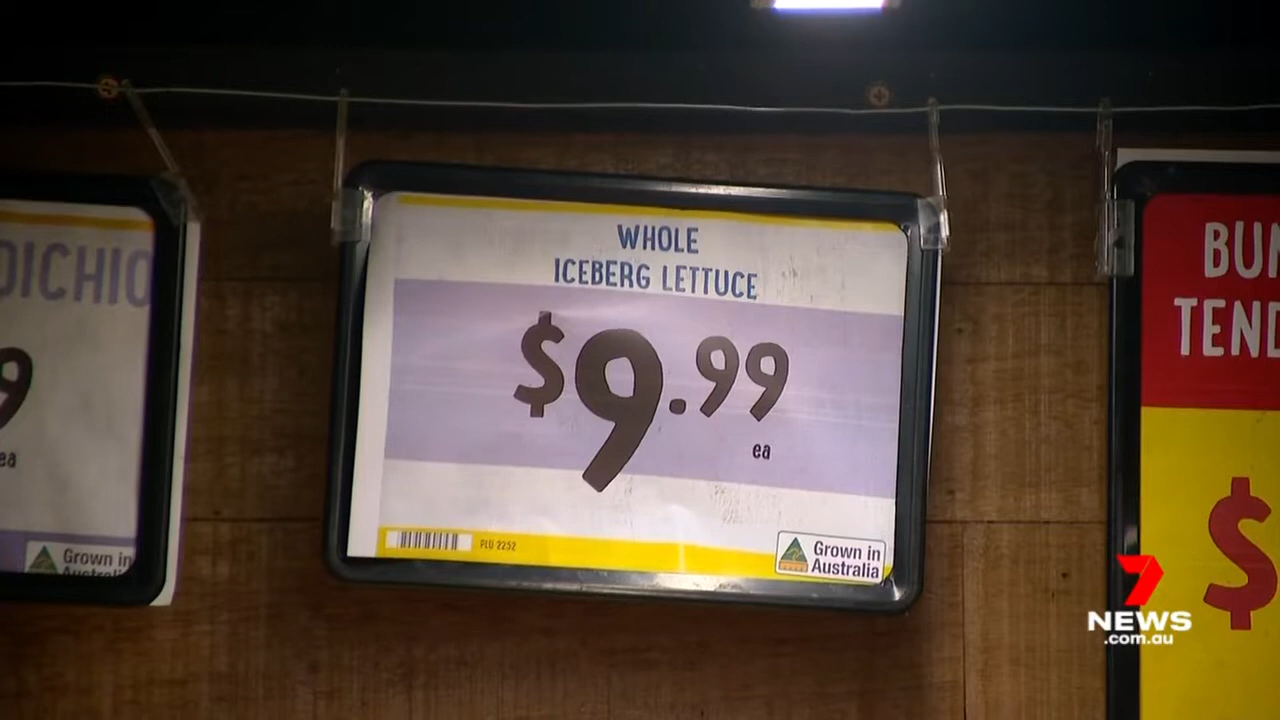 DICHIO
9
ea
Grown in
Australia
WHOLE
ICEBERG LETTUCE
$9.99
ea
PLU 2252
Grown in
Australia
BUN
TEND
$
7
NEWS
.com.au